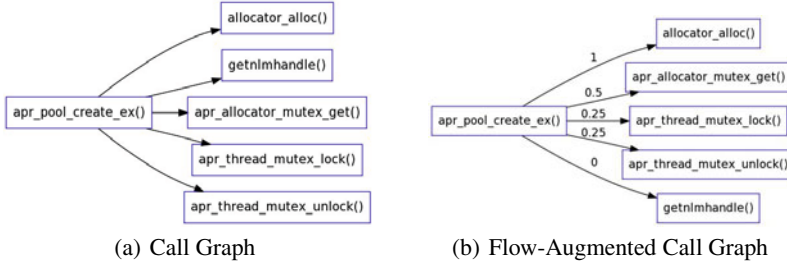 allocator_alloc()
getnlmhandle()
apr_pool_create_ex()
apr_allocator_mutex_get()
apr_thread_mutex_lock()
apr_thread_mutex_unlock()
(a) Call Graph
allocator_alloc()
1
apr_allocator_mutex_get()
0.5
apr_pool_create_ex()
0.25
apr_thread_mutex_lock()
0.25
apr_thread_mutex_unlock()
0
getnlmhandle()
(b) Flow-Augmented Call Graph